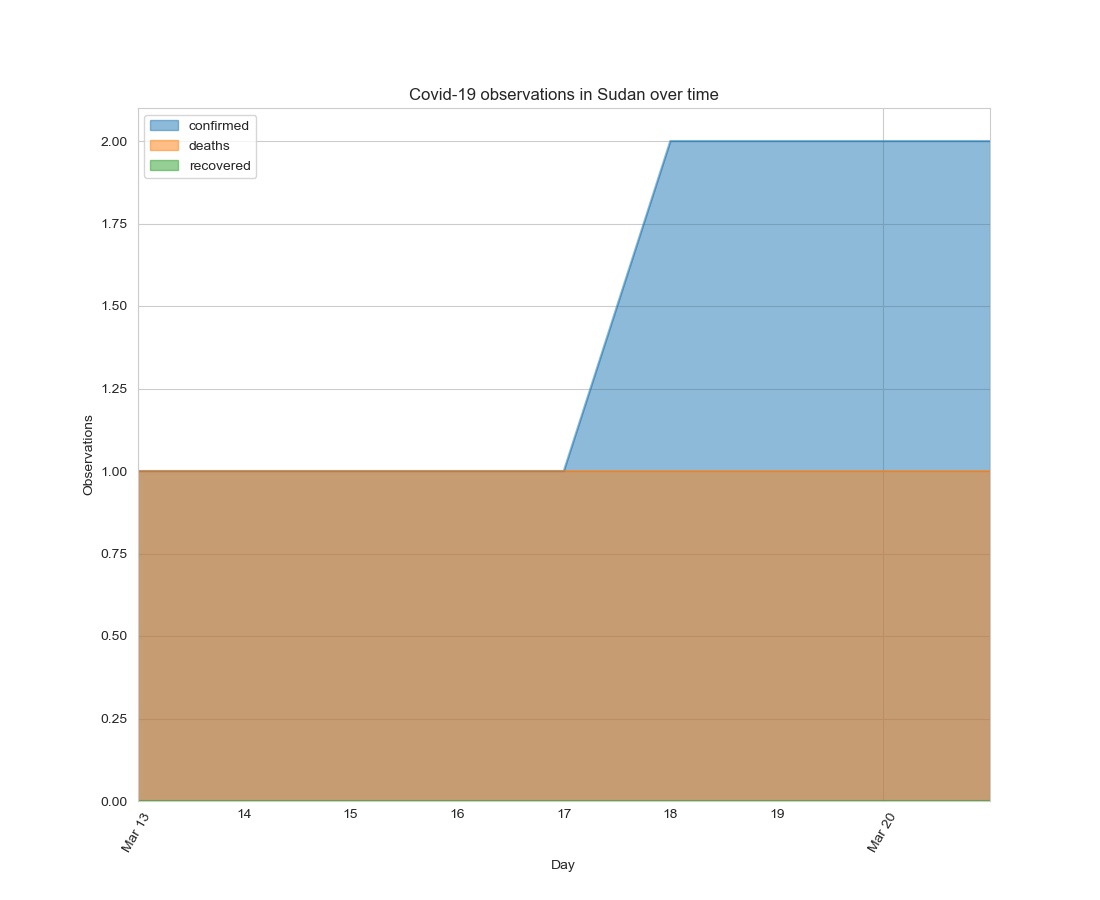 Covid-19 observations in Sudan over time
confirmed
deaths
recovered
2.00
1.75
1.50
1.25
1.00
0.75
0.50
0.25
0.00
Observations
Mar 13 14 15 16 17 18 19 Mar 20
Day